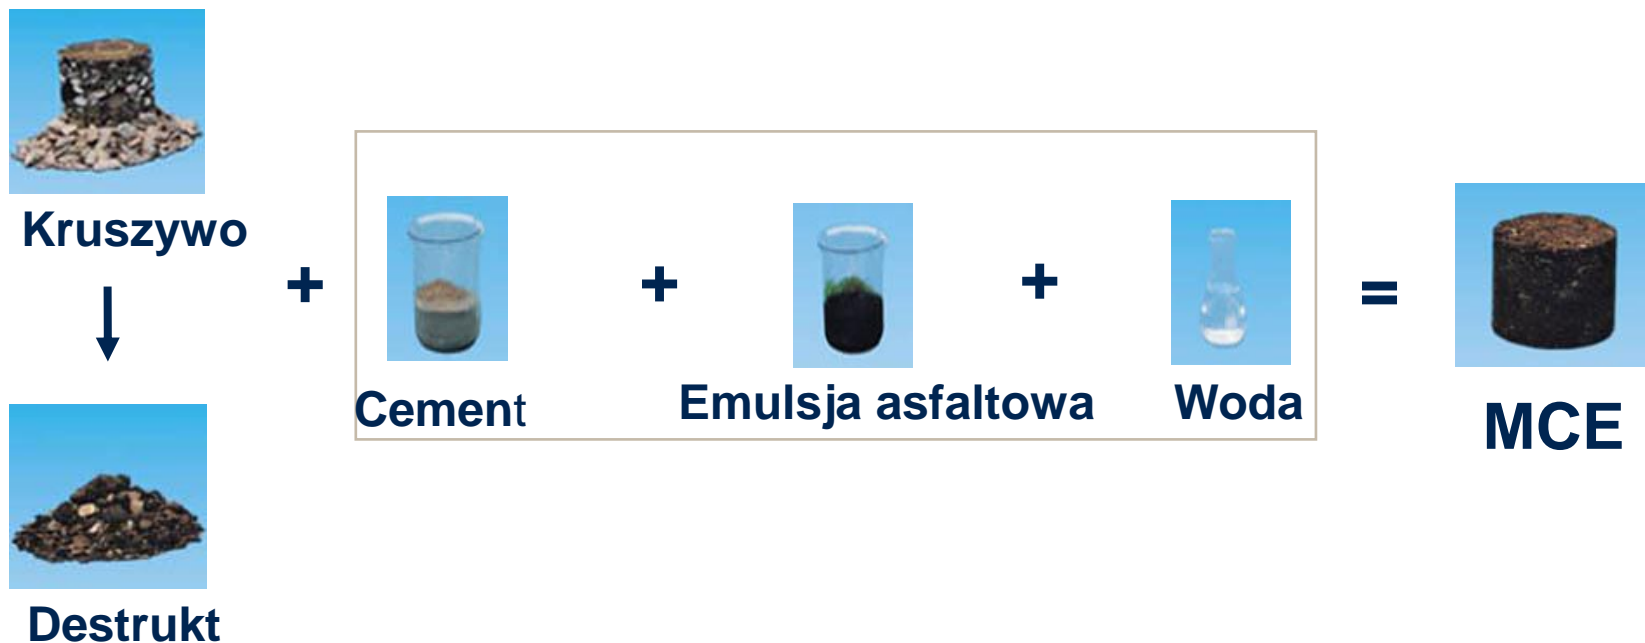 Kruszywo
Destrukt
+
Cement
+
Emulsja asfaltowa
+
Woda
=
MCE